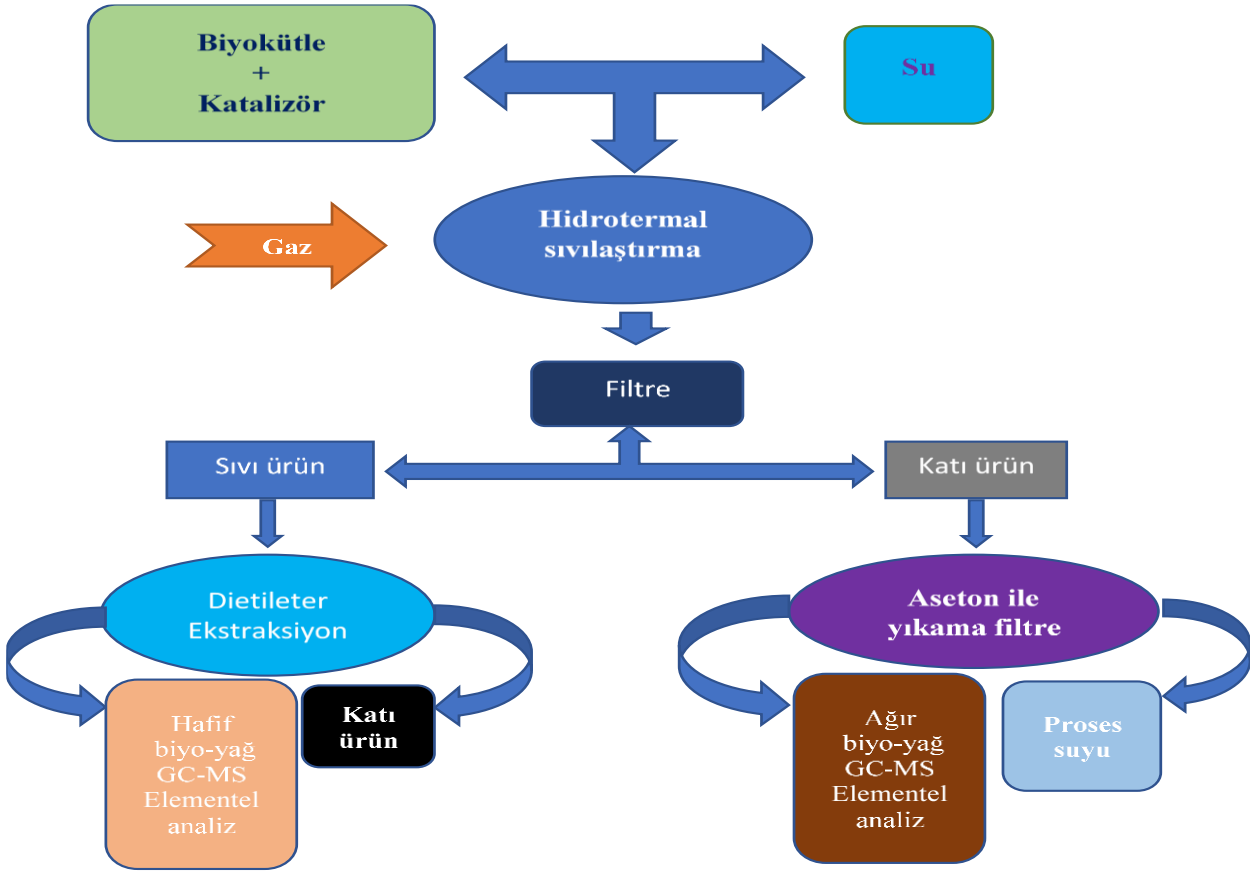 Biyokütle
+
Katalizör
Su
Hidrotermal
sıvılaştırma
Gaz
Filtre
Sıvı ürün
Katı ürün
Dietileter
Ekstraksiyon
Aseton ile
yıkama filtre
Hafif
biyo-yağ
GC-MS
Elementel
analiz
Katı
ürün
Ağır
biyo-yağ
GC-MS
Elementel
analiz
Proses
suyu